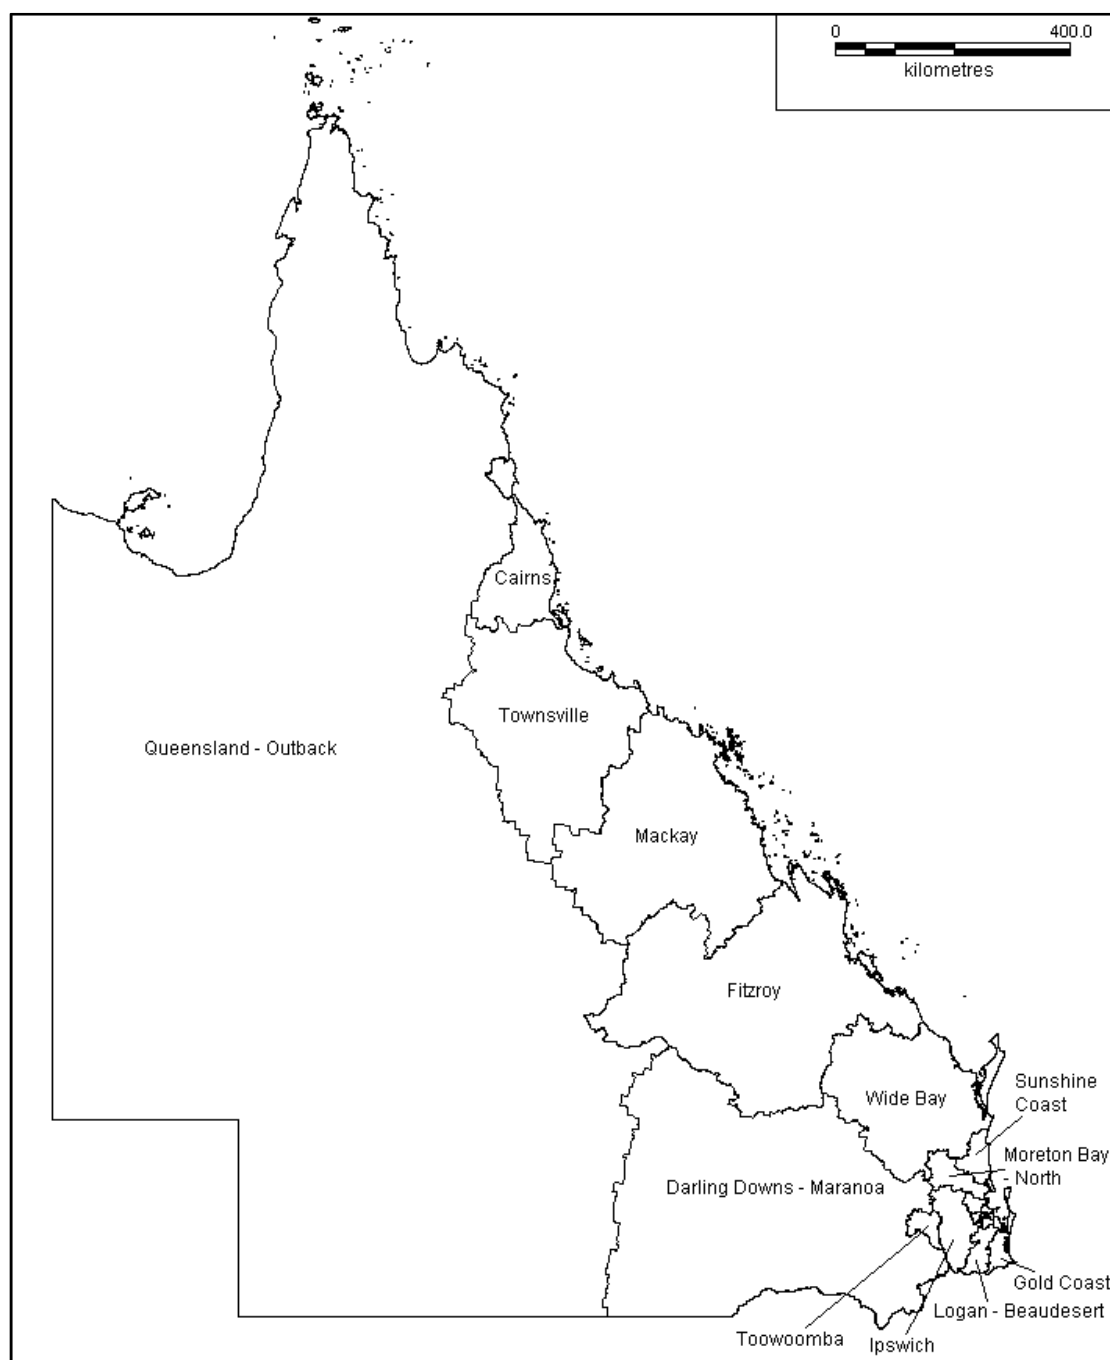 0 400.0
kilometres
Cairns
Townsville
Queensland - Outback
Mackay
Fitzroy
Wide Bay
Sunshine
Coast
Moreton Bay
- North
Darling Downs - Maranoa
Gold Coast
Logan - Beaudesert
Toowoomba
Ipswich